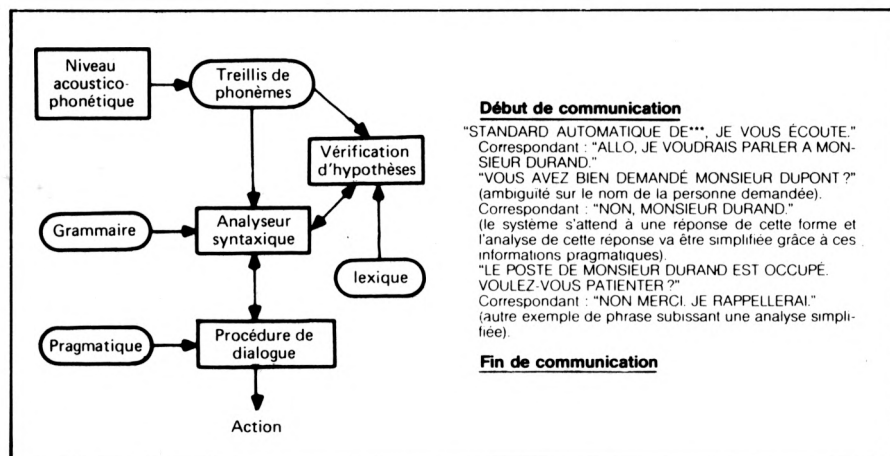 Niveau
acoustico-
phonétique
Treillis de
phonèmes
Vérification
d'hypothèses
Grammaire
Analyseur
syntaxique
lexique
Pragmatique
Procédure de
dialogue
Action
Début de communication
"STANDARD AUTOMATIQUE DE***, JE VOUS ÉCOUTE."
Correspondant : "ALLO, JE VOUDRAIS PARLER A MON-
SIEUR DURAND."
"VOUS AVEZ BIEN DEMANDÉ MONSIEUR DUPONT ?"
(ambiguité sur le nom de la personne demandée).
Correspondant : "NON, MONSIEUR DURAND."
(le système s'attend à une réponse de cette forme et
l'analyse de cette réponse va être simplifiée grâce à ces
informations pragmatiques).
"LE POSTE DE MONSIEUR DURAND EST OCCUPÉ.
VOULEZ-VOUS PATIENTER ?"
Correspondant : "NON MERCI. JE RAPPELLERAI."
(autre exemple de phrase subissant une analyse simpli-
fiée).
Fin de communication